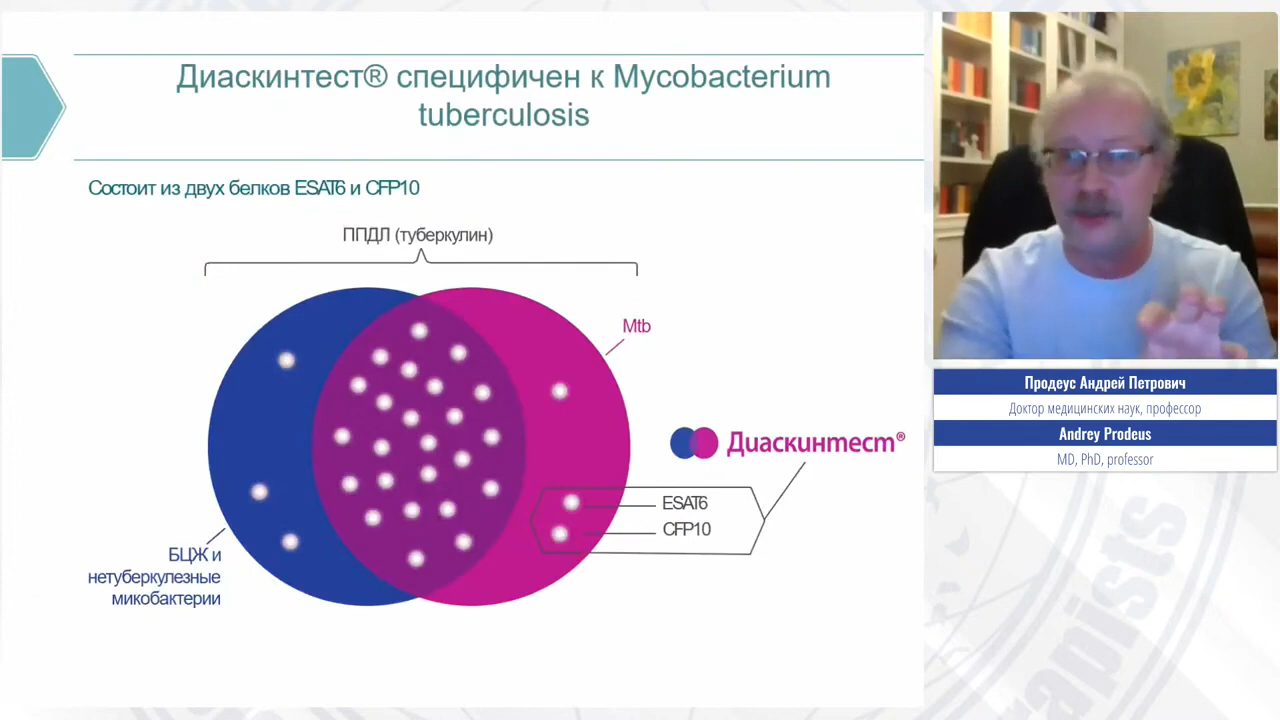 Диаскинтест® специфичен к Mycobacterium
tuberculosis
Состоит из двух белков ESAT6 и CFP10
ППДЛ (туберкулин)
Mtb
Диаскинтест®
ESAT6
CFP10
БЦЖ и
нетуберкулезные
микобактерии
Продеус Андрей Петрович
Доктор медицинских наук, профессор
Andrey Prodeus
MD, PhD, professor
rapists